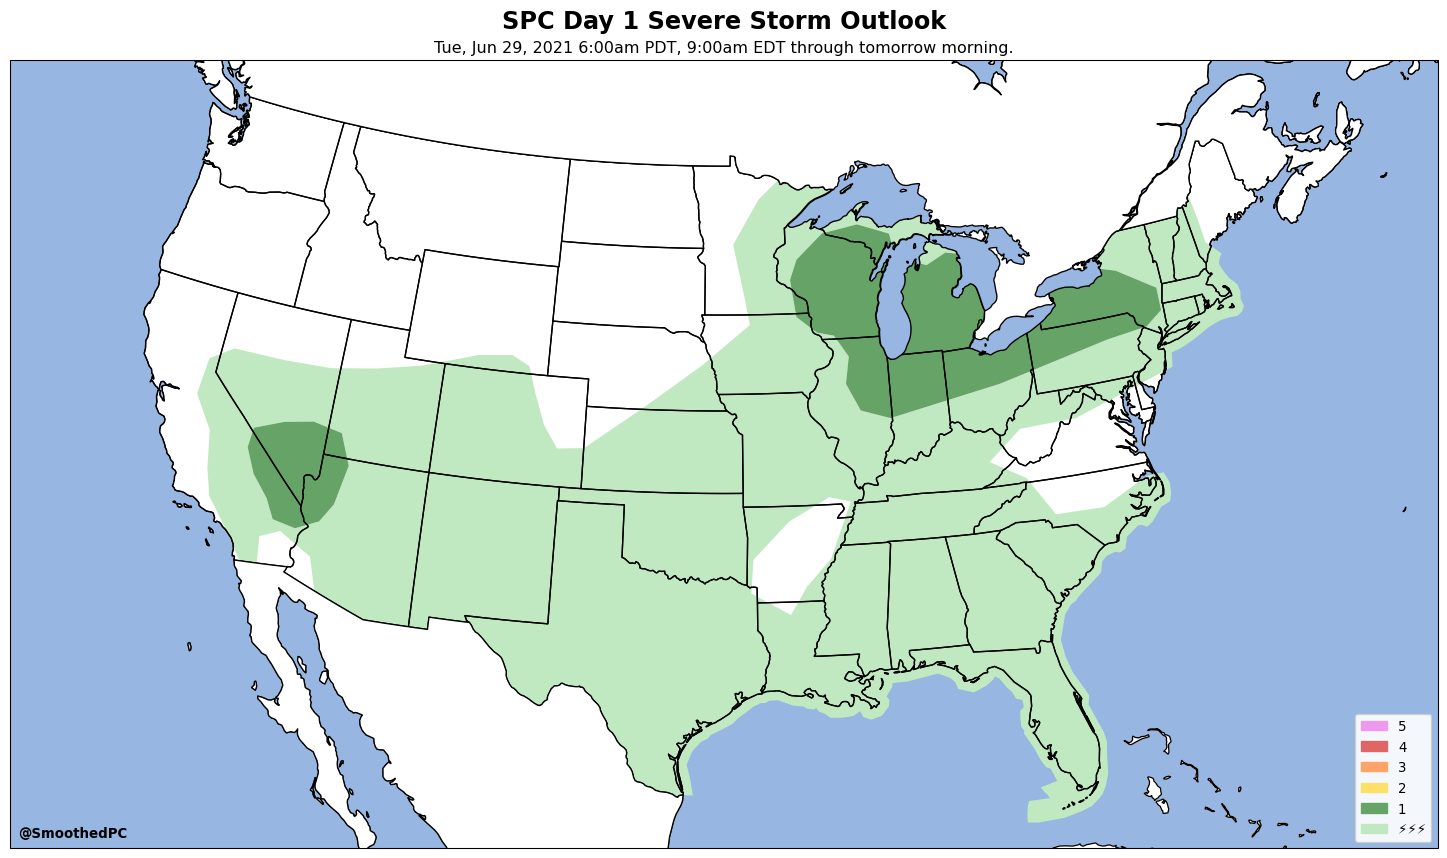 SPC Day 1 Severe Storm Outlook
Tue, Jun 29, 2021 6:00am PDT, 9:00am EDT through tomorrow morning.
5
4
3
2
1
⚡⚡⚡
@SmoothedPC